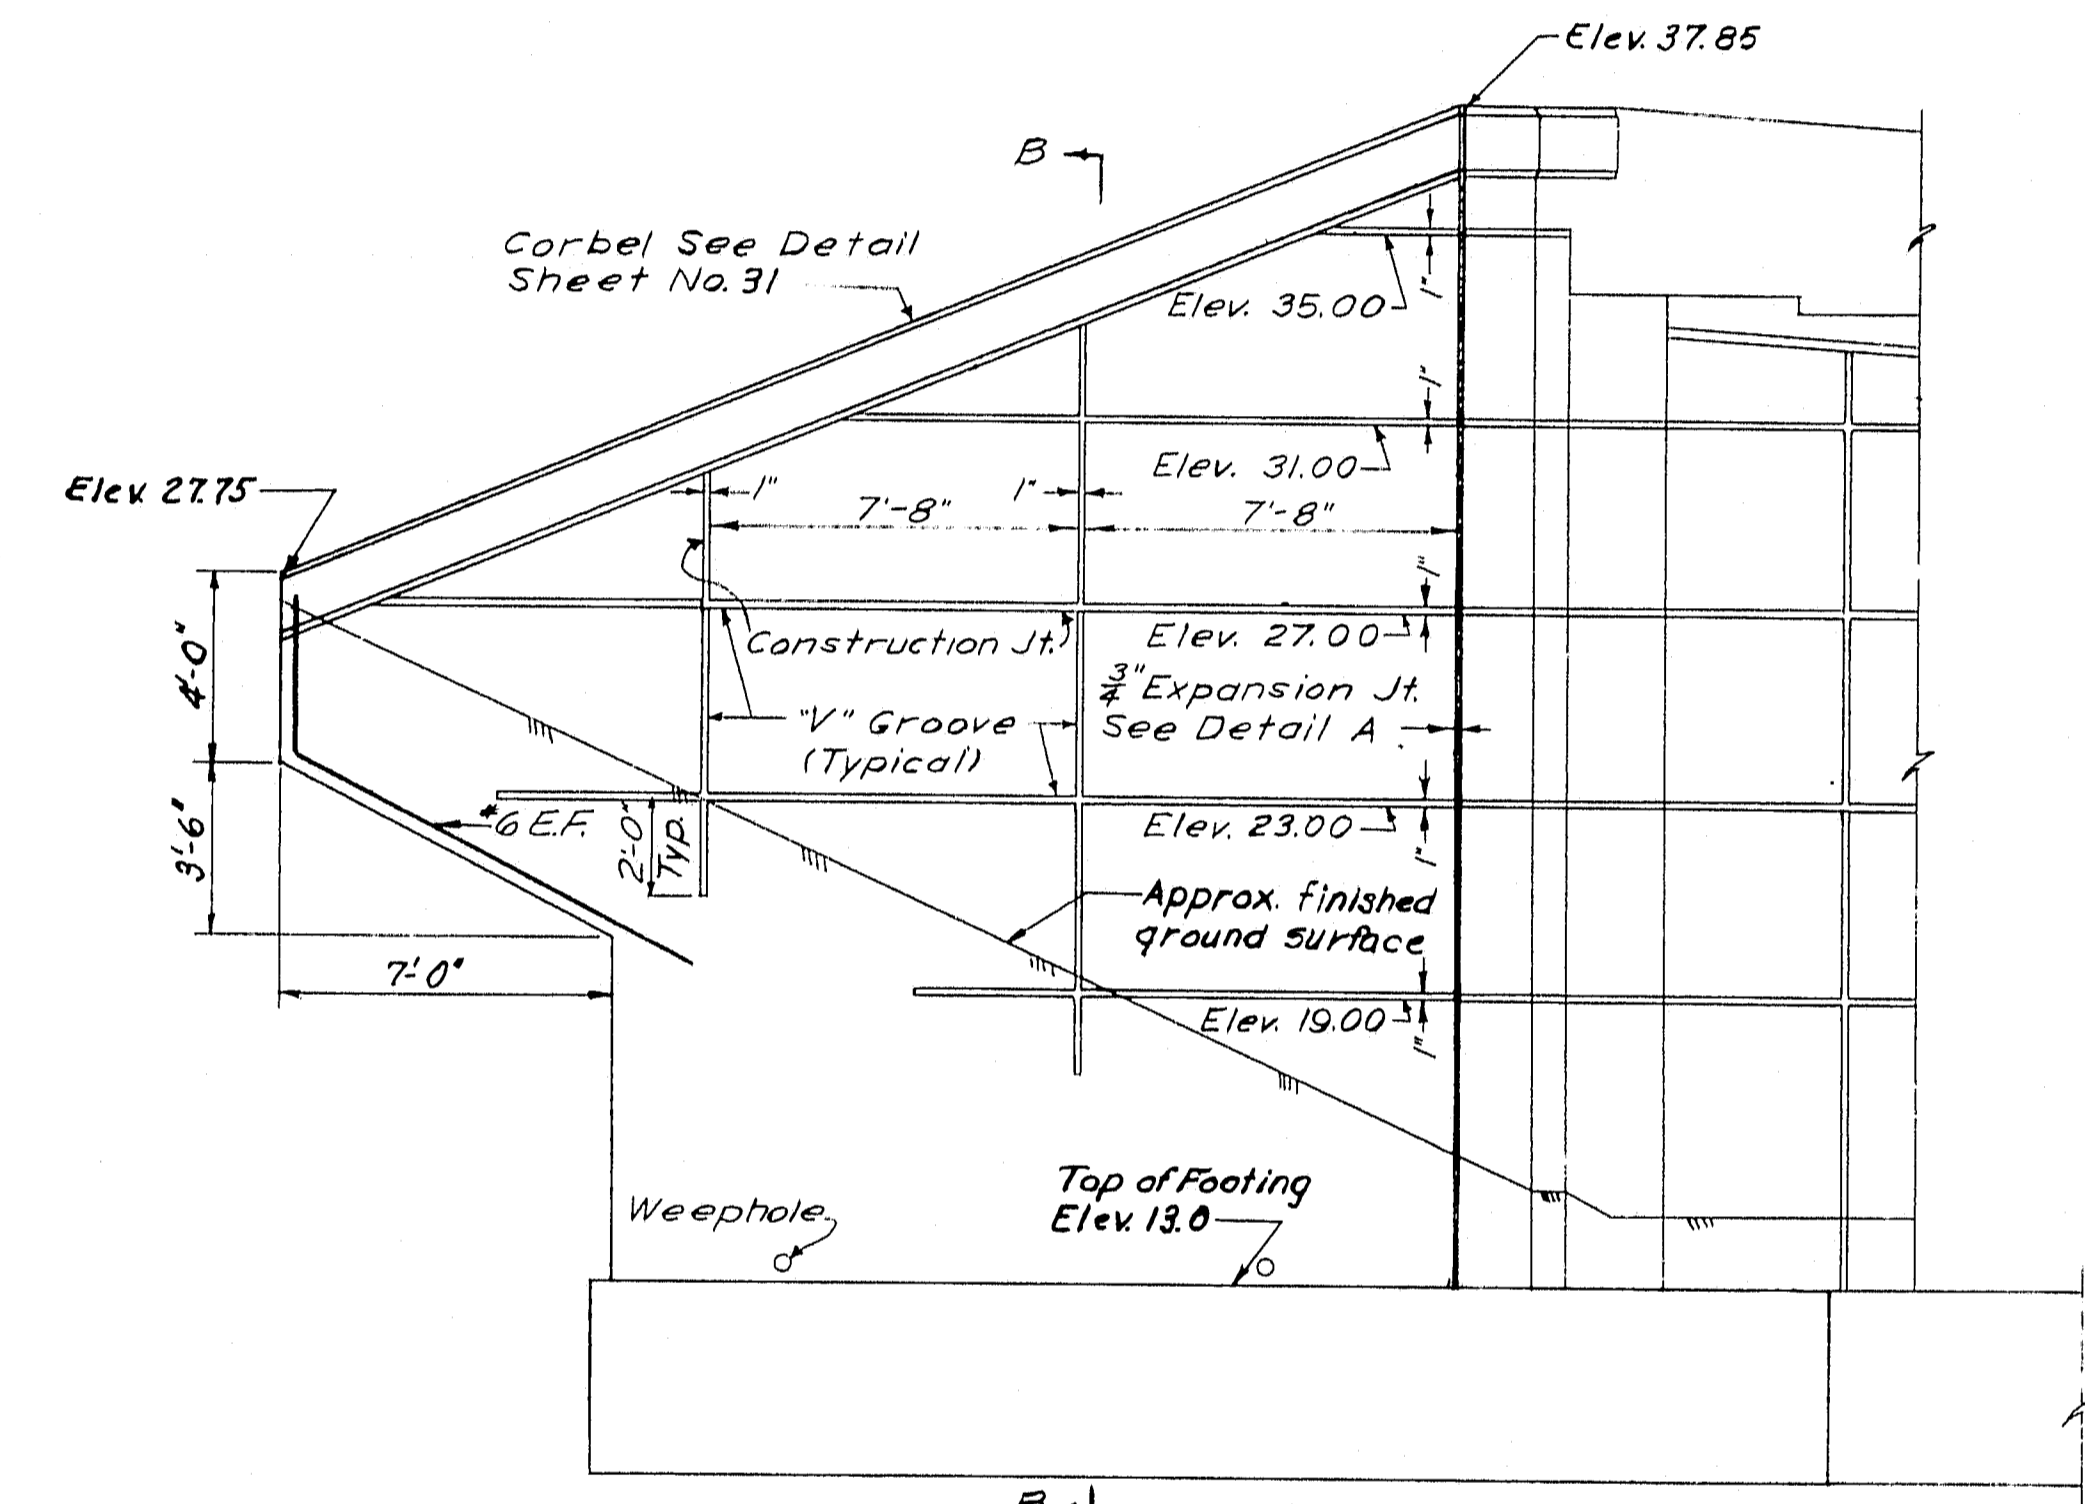 Elev. 37.85
B
Corbel See Detail
Sheet No. 31
Elev. 35.00
1"
1"
Elev. 27.75
Elev. 31.00
1"
1"
7'-8"
7'-8"
1"
4'-0"
Construction Jt.
Elev. 27.00
3/4" Expansion Jt.
See Detail A
"V" Groove
(Typical)
3'-6"
#6 E.F.
2'-0"
Typ.
Elev. 23.00
1"
Approx. finished
ground surface
7'-0"
Elev. 19.00
1"
Top of Footing
Elev. 13.0
Weephole
B